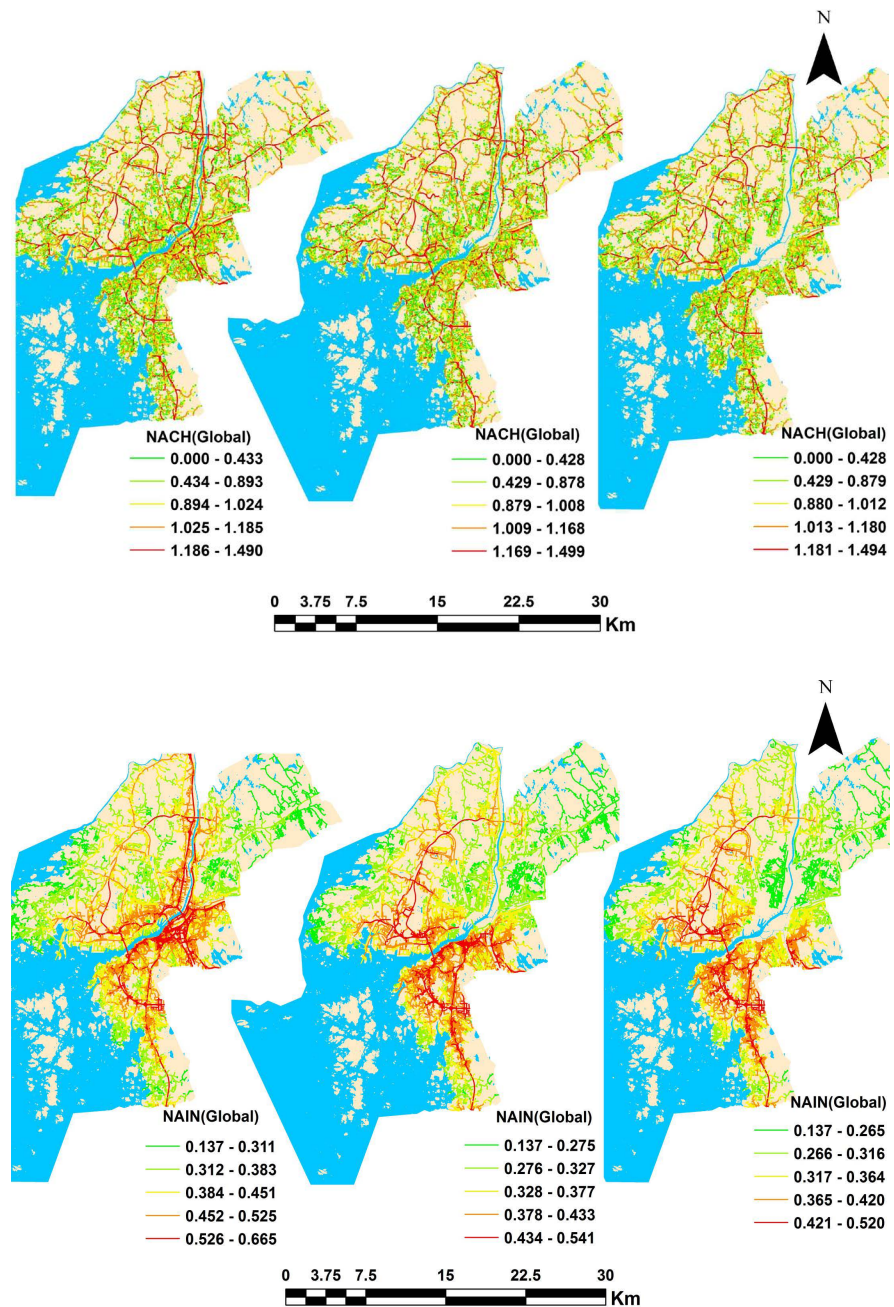 N
NACH(Global)
0.000 - 0.433
0.434 - 0.893
0.894 - 1.024
1.025 - 1.185
1.186 - 1.490
NACH(Global)
0.000 - 0.428
0.429 - 0.878
0.879 - 1.008
1.009 - 1.168
1.169 - 1.499
NACH(Global)
0.000 - 0.428
0.429 - 0.879
0.880 - 1.012
1.013 - 1.180
1.181 - 1.494
0 3.75 7.5 15 22.5 30
Km
N
NAIN(Global)
0.137 - 0.311
0.312 - 0.383
0.384 - 0.451
0.452 - 0.525
0.526 - 0.665
NAIN(Global)
0.137 - 0.275
0.276 - 0.327
0.328 - 0.377
0.378 - 0.433
0.434 - 0.541
NAIN(Global)
0.137 - 0.265
0.266 - 0.316
0.317 - 0.364
0.365 - 0.420
0.421 - 0.520
0 3.75 7.5 15 22.5 30
Km